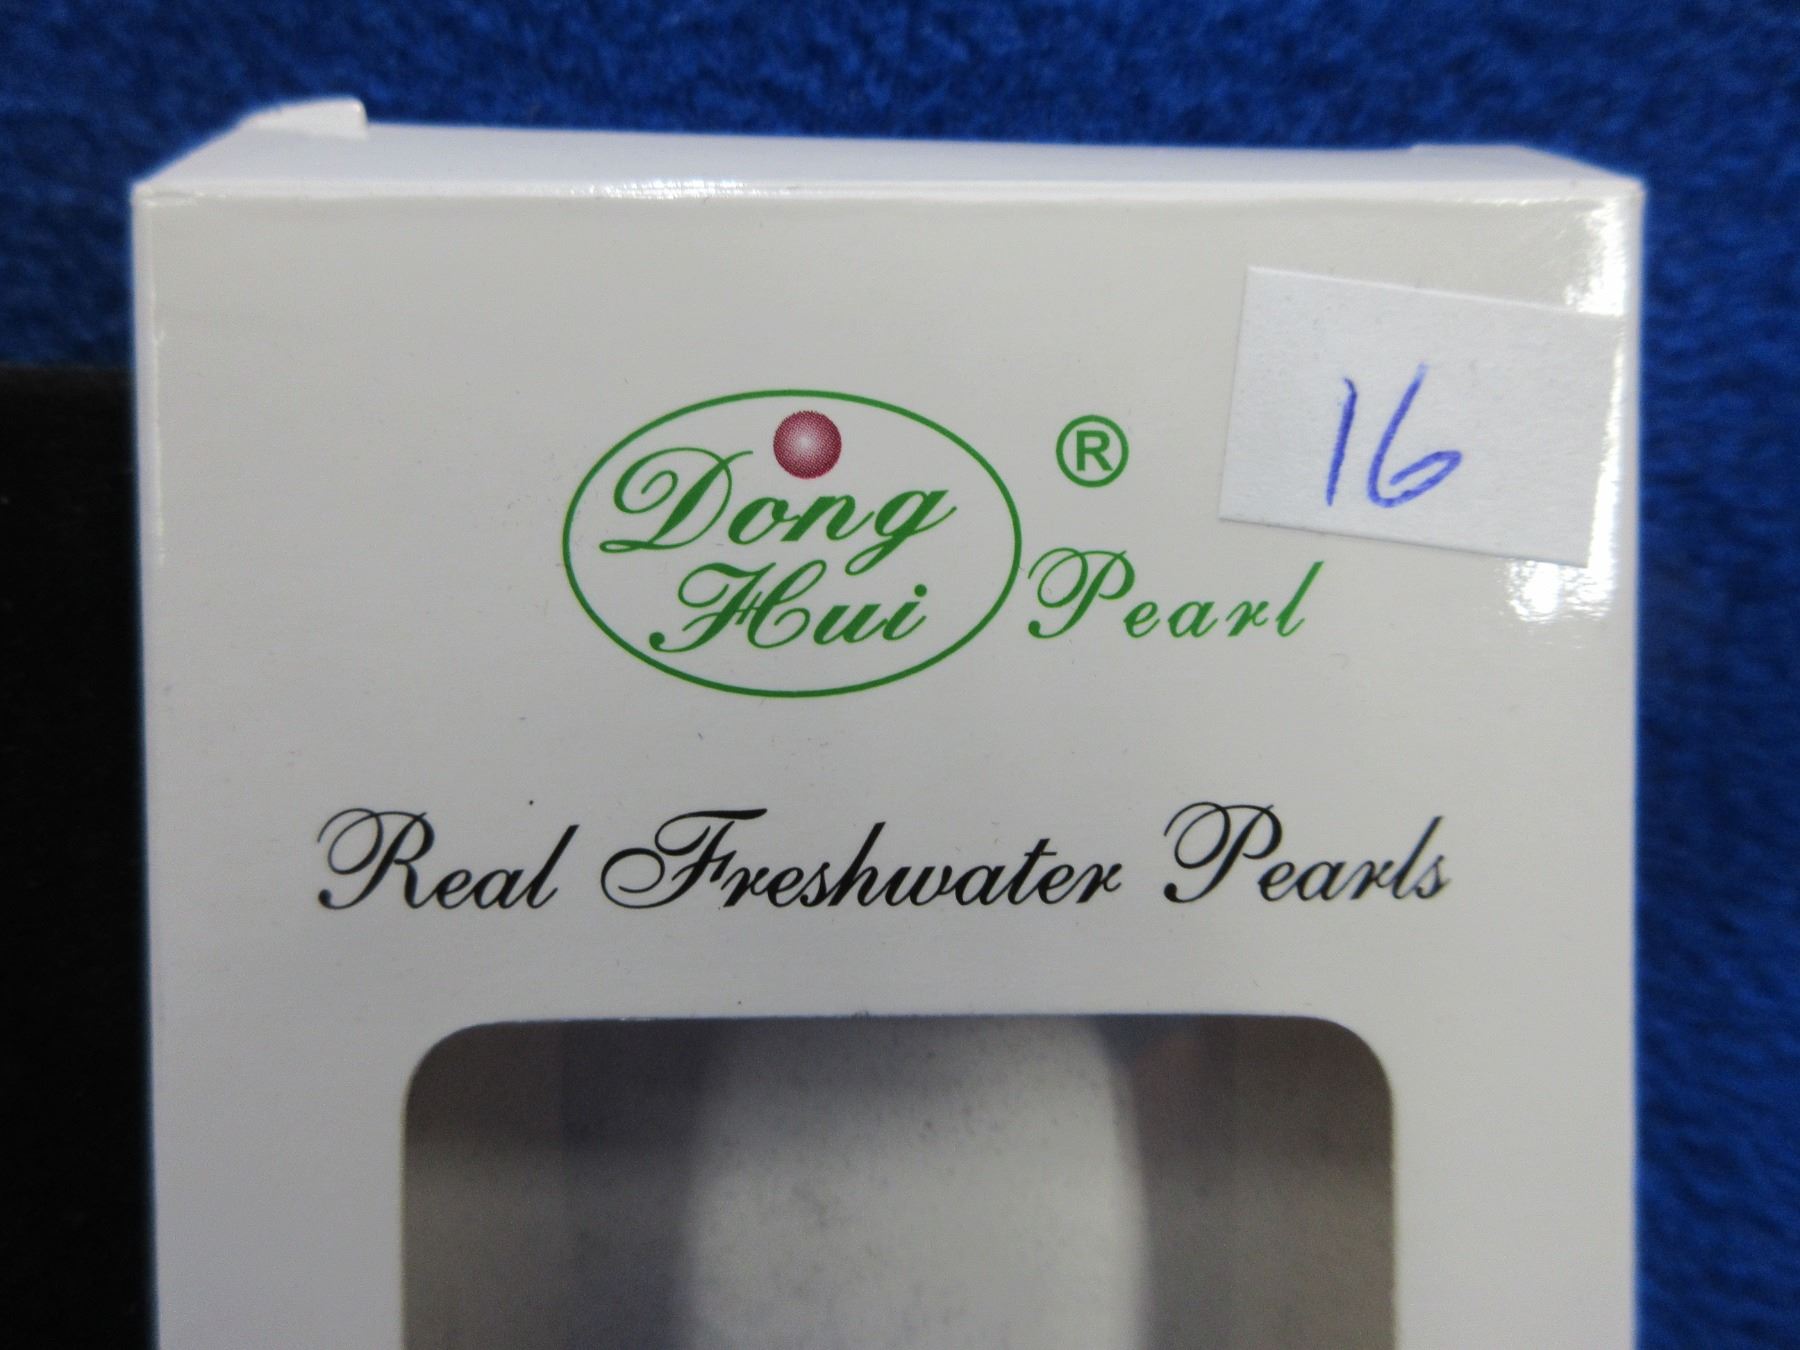 16
Dong
Hui Pearl ®
Real Freshwater Pearls